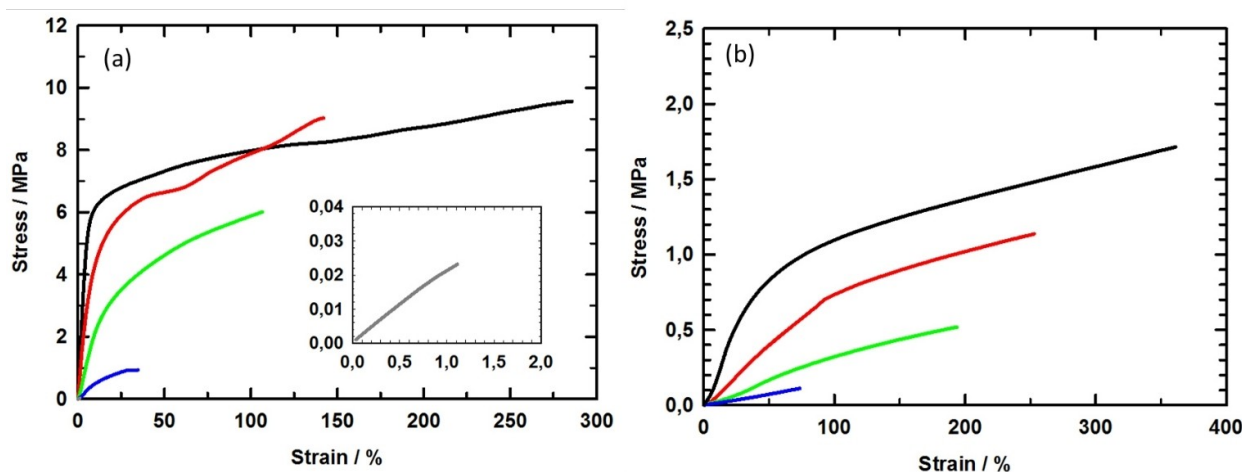 (a)
Stress / MPa
12
10
8
6
4
2
0
0 50 100 150 200 250 300
Strain / %
0,04
0,03
0,02
0,01
0,00
0,0 0,5 1,0 1,5 2,0
(b)
Stress / MPa
2,5
2,0
1,5
1,0
0,5
0,0
0 100 200 300 400
Strain / %